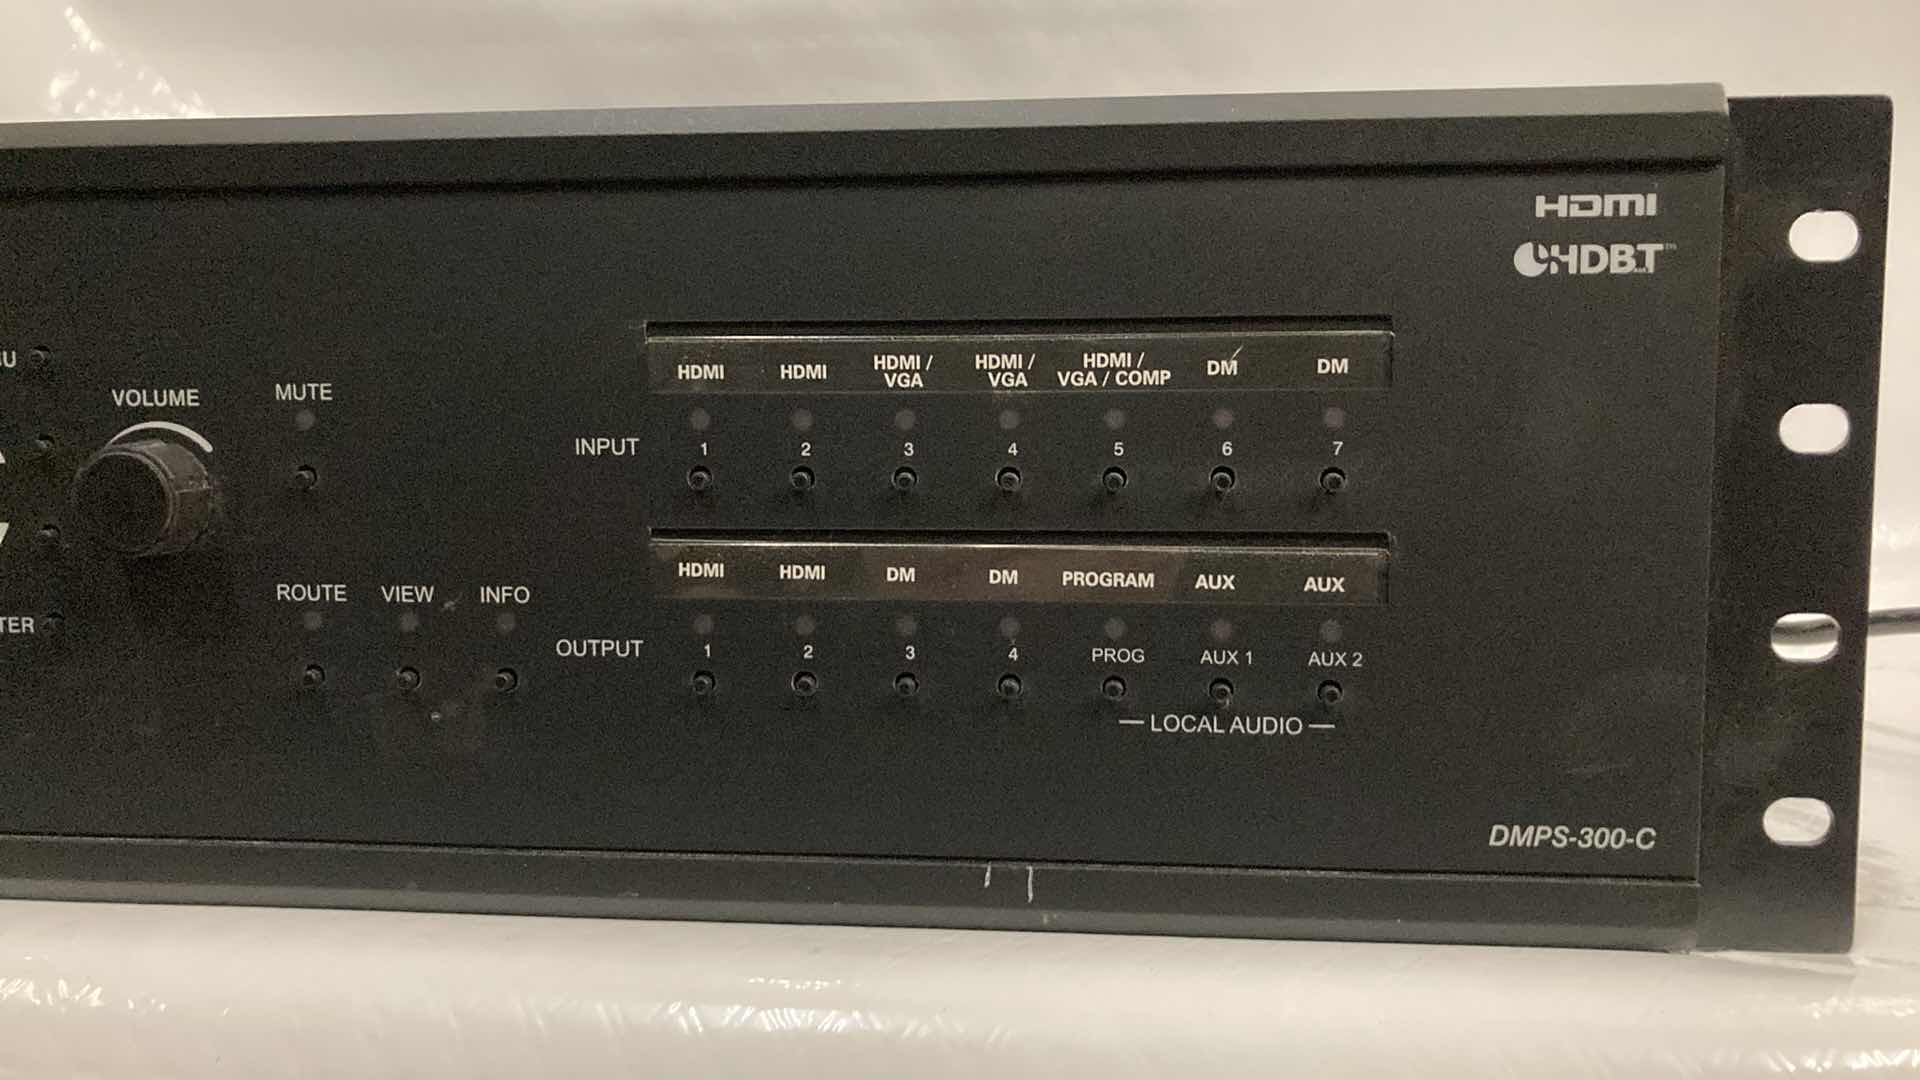 HDMI
HDBT™
HDMI HDMI HDMI / VGA HDMI / VGA HDMI / VGA / COMP DM DM
VOLUME MUTE
INPUT 1 2 3 4 5 6 7
HDMI HDMI DM DM PROGRAM AUX AUX
ROUTE VIEW INFO
OUTPUT 1 2 3 4 PROG AUX 1 AUX 2
— LOCAL AUDIO —
DMPS-300-C